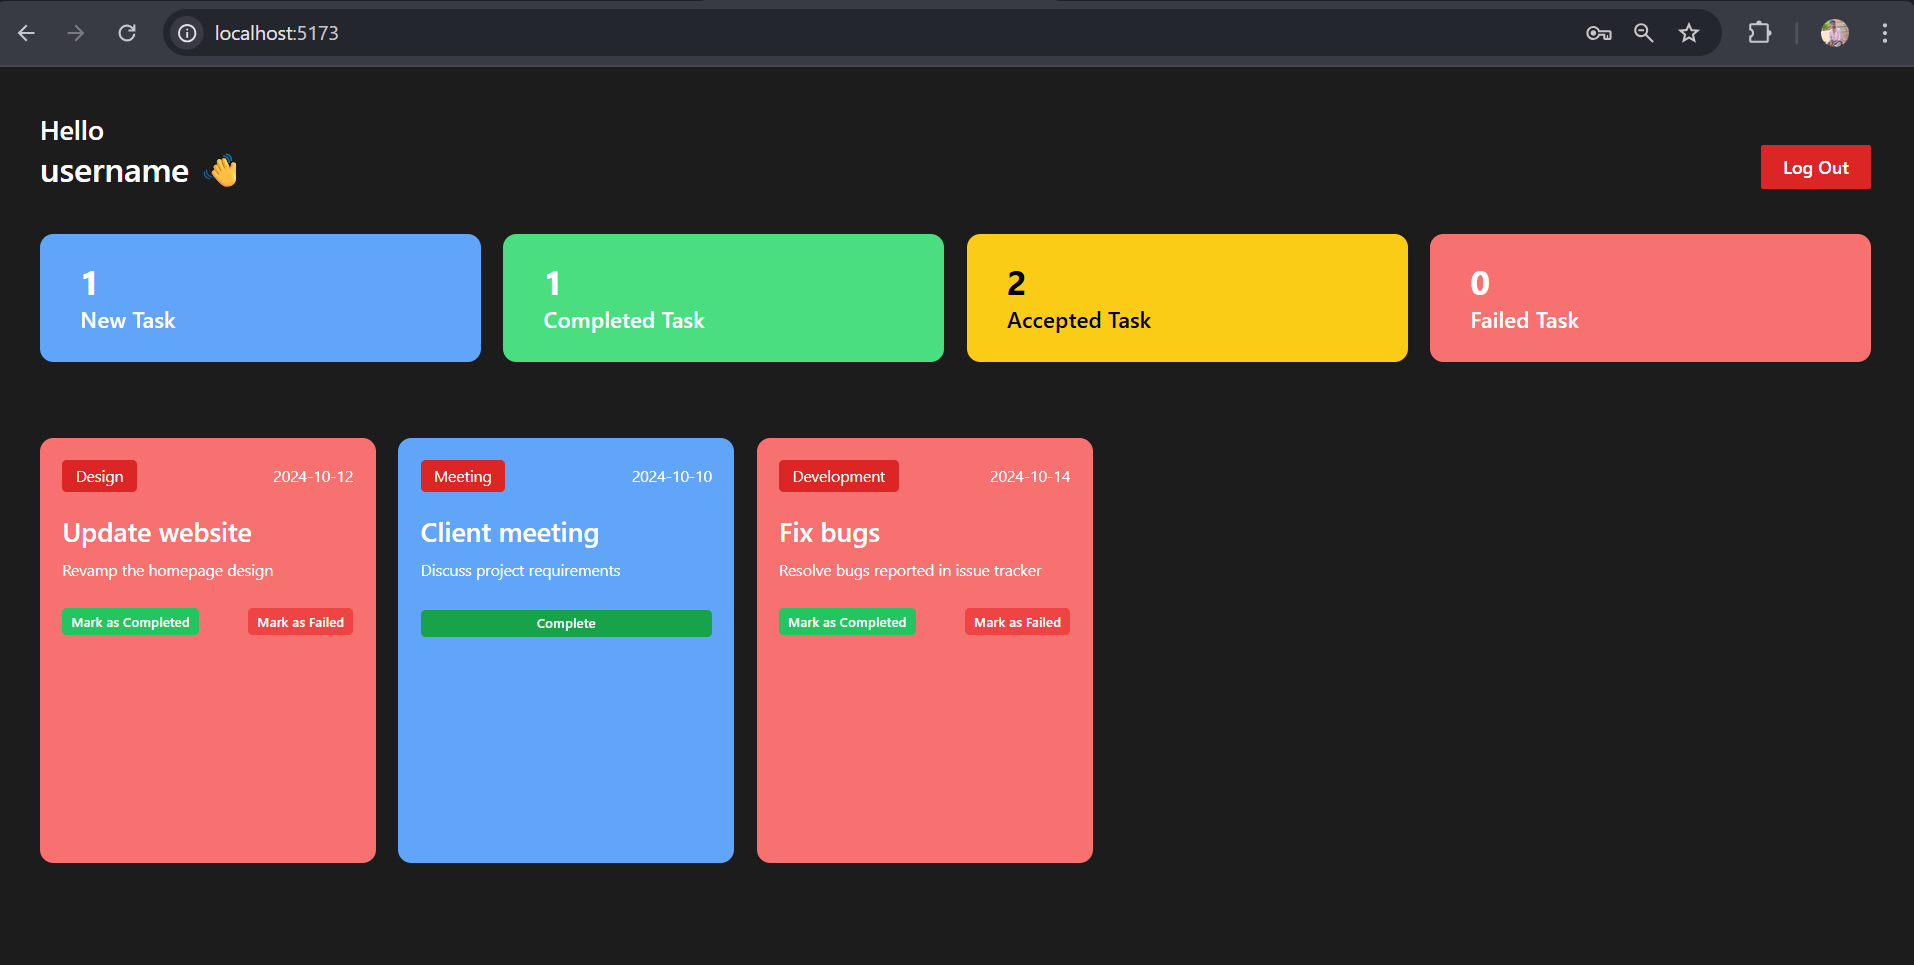 localhost:5173
Hello
username 👋
Log Out
1
New Task
1
Completed Task
2
Accepted Task
0
Failed Task
Design 2024-10-12
Update website
Revamp the homepage design
Mark as Completed Mark as Failed
Meeting 2024-10-10
Client meeting
Discuss project requirements
Complete
Development 2024-10-14
Fix bugs
Resolve bugs reported in issue tracker
Mark as Completed Mark as Failed